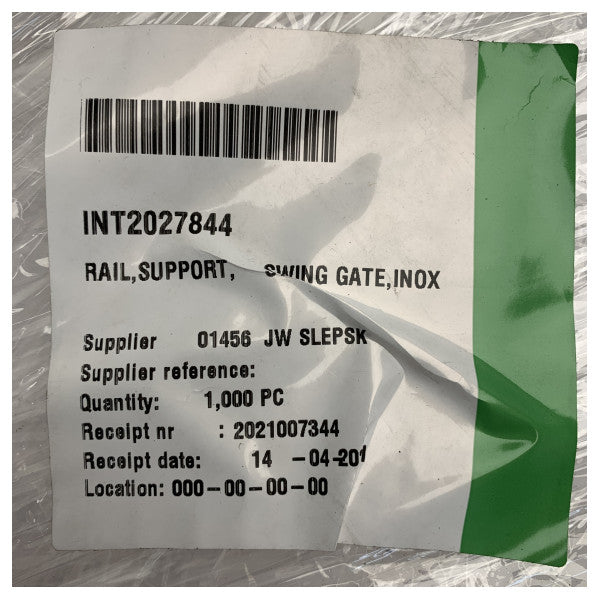 INT2027844
RAIL,SUPPORT, SWING GATE,INOX
Supplier 01456 JW SLEPSK
Supplier reference:
Quantity: 1,000 PC
Receipt nr : 2021007344
Receipt date: 14 -04-201
Location: 000-00-00-00